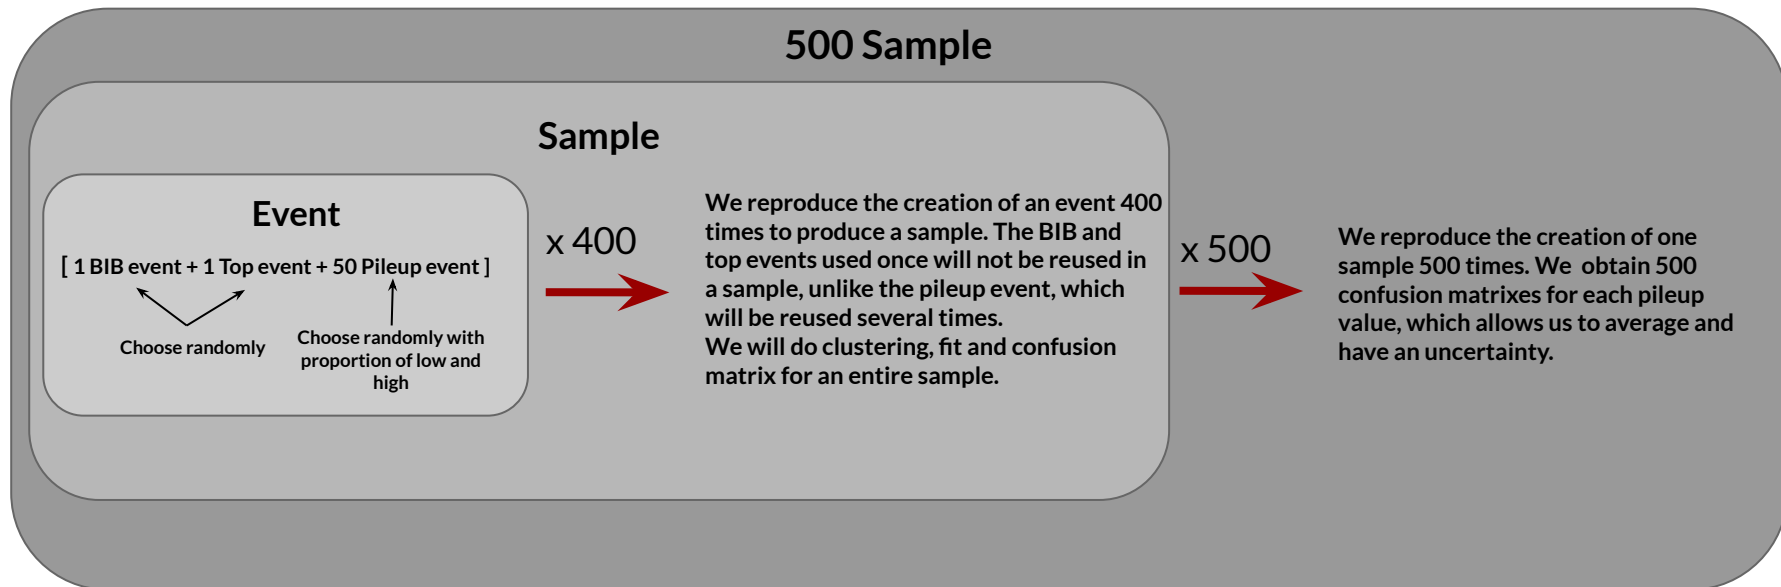 500 Sample
Sample
Event
[ 1 BIB event + 1 Top event + 50 Pileup event ]
Choose randomly
Choose randomly with
proportion of low and
high
x 400
We reproduce the creation of an event 400
times to produce a sample. The BIB and
top events used once will not be reused in
a sample, unlike the pileup event, which
will be reused several times.
We will do clustering, fit and confusion
matrix for an entire sample.
x 500
We reproduce the creation of one
sample 500 times. We obtain 500
confusion matrixes for each pileup
value, which allows us to average and
have an uncertainty.